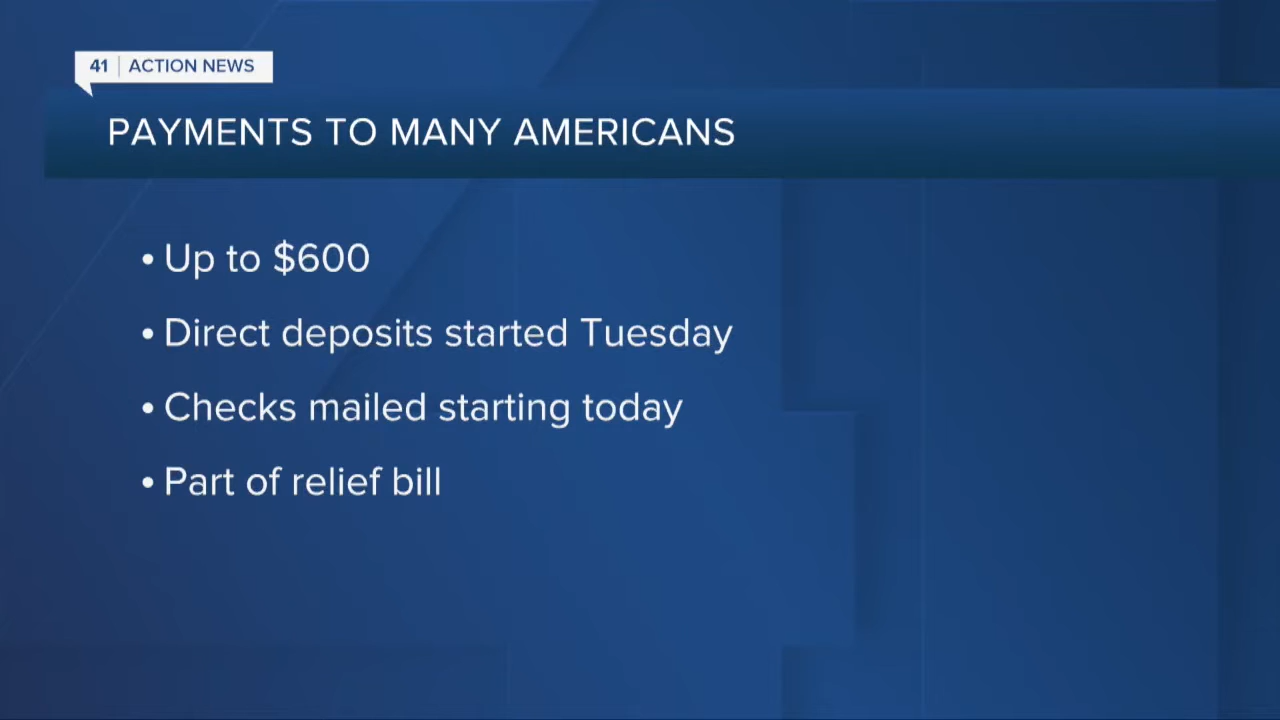 41 | ACTION NEWS
PAYMENTS TO MANY AMERICANS
• Up to $600
• Direct deposits started Tuesday
• Checks mailed starting today
• Part of relief bill